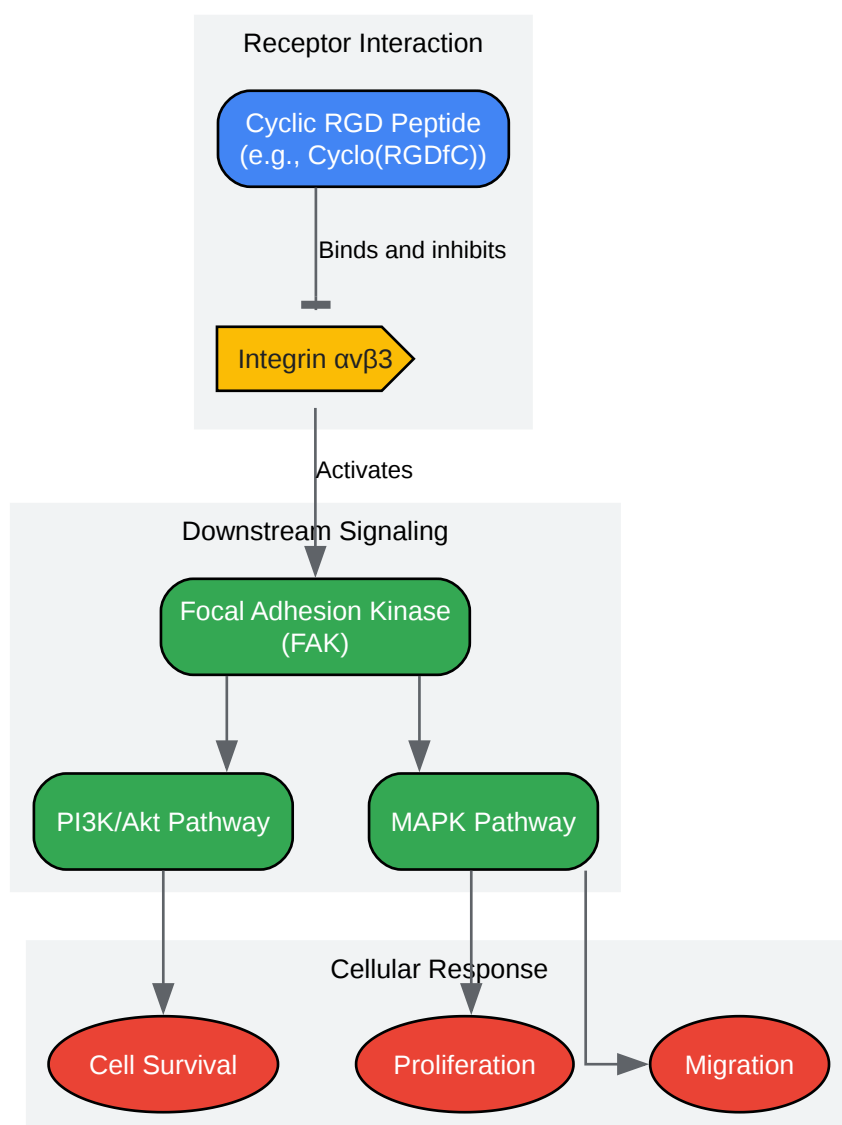 Receptor Interaction
Cyclic RGD Peptide
(e.g., Cyclo(RGDfC))
Binds and inhibits
Integrin αvβ3
Activates
Downstream Signaling
Focal Adhesion Kinase
(FAK)
PI3K/Akt Pathway
MAPK Pathway
Cellular Response
Cell Survival
Proliferation
Migration